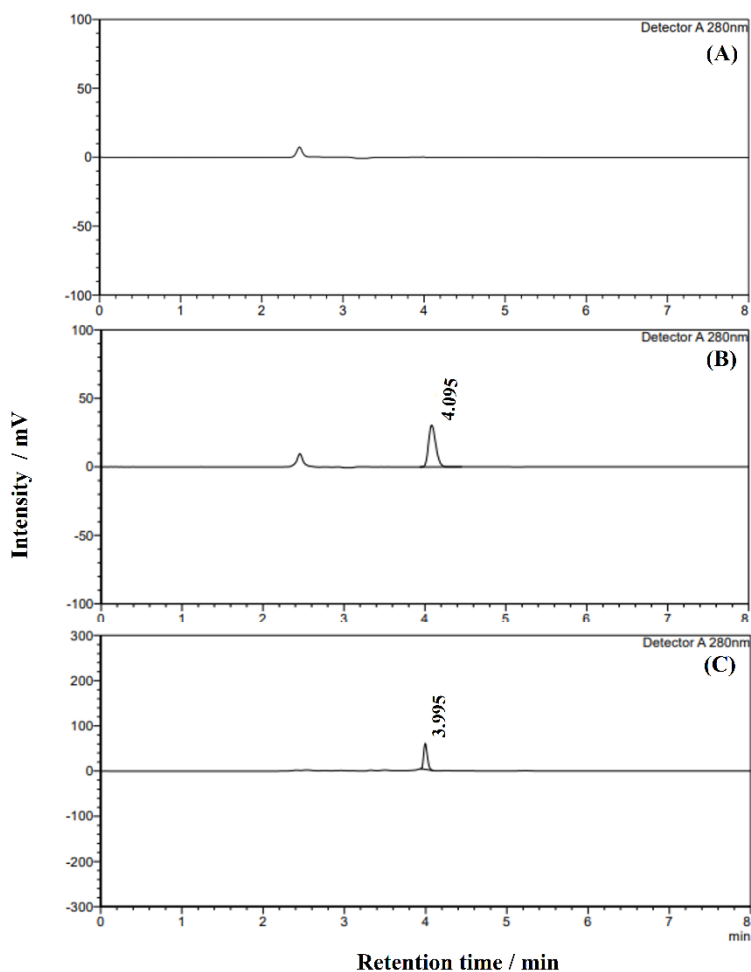 Detector A 280nm
(A)
100
50
0
-50
-100
0 1 2 3 4 5 6 7 8
Detector A 280nm
(B)
4.095
100
50
0
-50
-100
0 1 2 3 4 5 6 7 8
Intensity / mV
Detector A 280nm
(C)
3.995
300
200
100
0
-100
-200
-300
0 1 2 3 4 5 6 7 8
min
Retention time / min